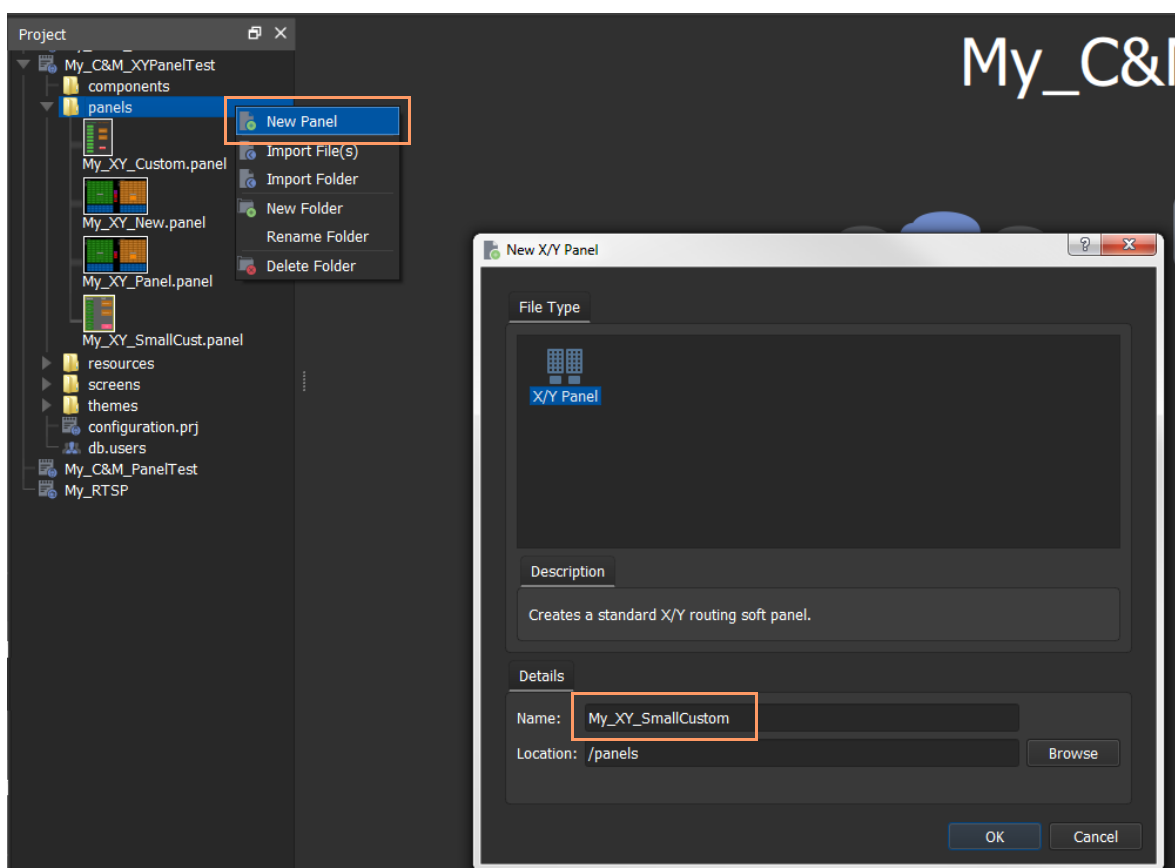 Project
My_C&M
My_C&M_XYPanelTest
components
panels
New Panel
Import File(s)
Import Folder
New Folder
Rename Folder
Delete Folder
My_XY_Custom.panel
My_XY_New.panel
My_XY_Panel.panel
My_XY_SmallCust.panel
resources
screens
themes
configuration.prj
db.users
My_C&M_PanelTest
My_RTSP
New X/Y Panel
?
X
File Type
X/Y Panel
Description
Creates a standard X/Y routing soft panel.
Details
Name: My_XY_SmallCustom
Location: /panels Browse
OK Cancel